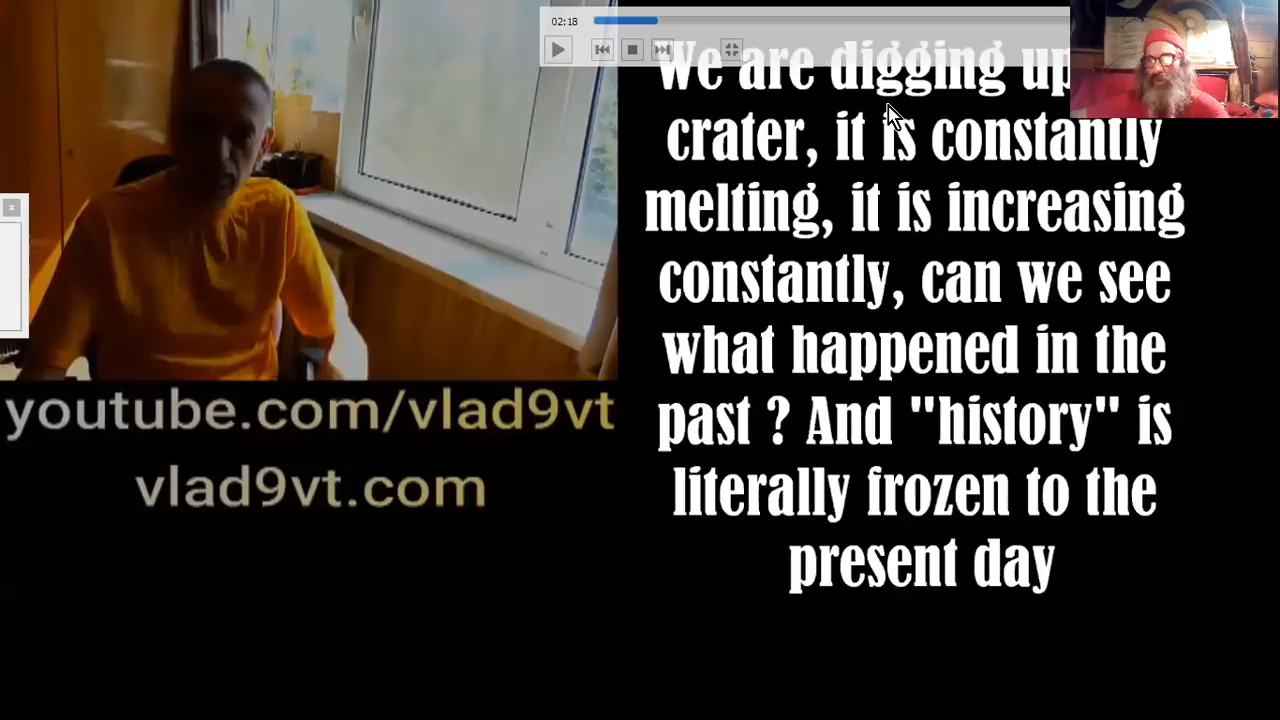 02:18
We are digging up
crater, it is constantly
melting, it is increasing
constantly, can we see
what happened in the
past ? And "history" is
literally frozen to the
present day
youtube.com/vlad9vt
vlad9vt.com